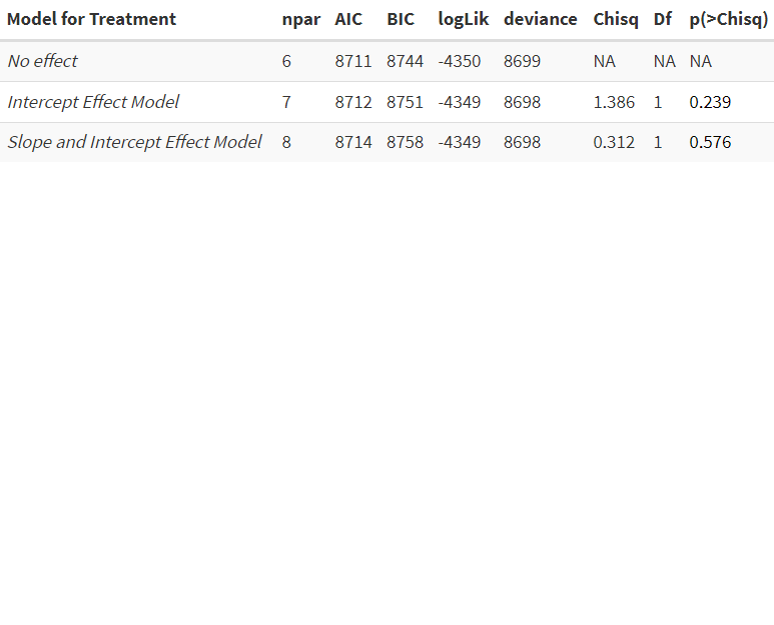 Model for Treatment npar AIC BIC logLik deviance Chisq Df p(>Chisq)
No effect 6 8711 8744 -4350 8699 NA NA NA
Intercept Effect Model 7 8712 8751 -4349 8698 1.386 1 0.239
Slope and Intercept Effect Model 8 8714 8758 -4349 8698 0.312 1 0.576